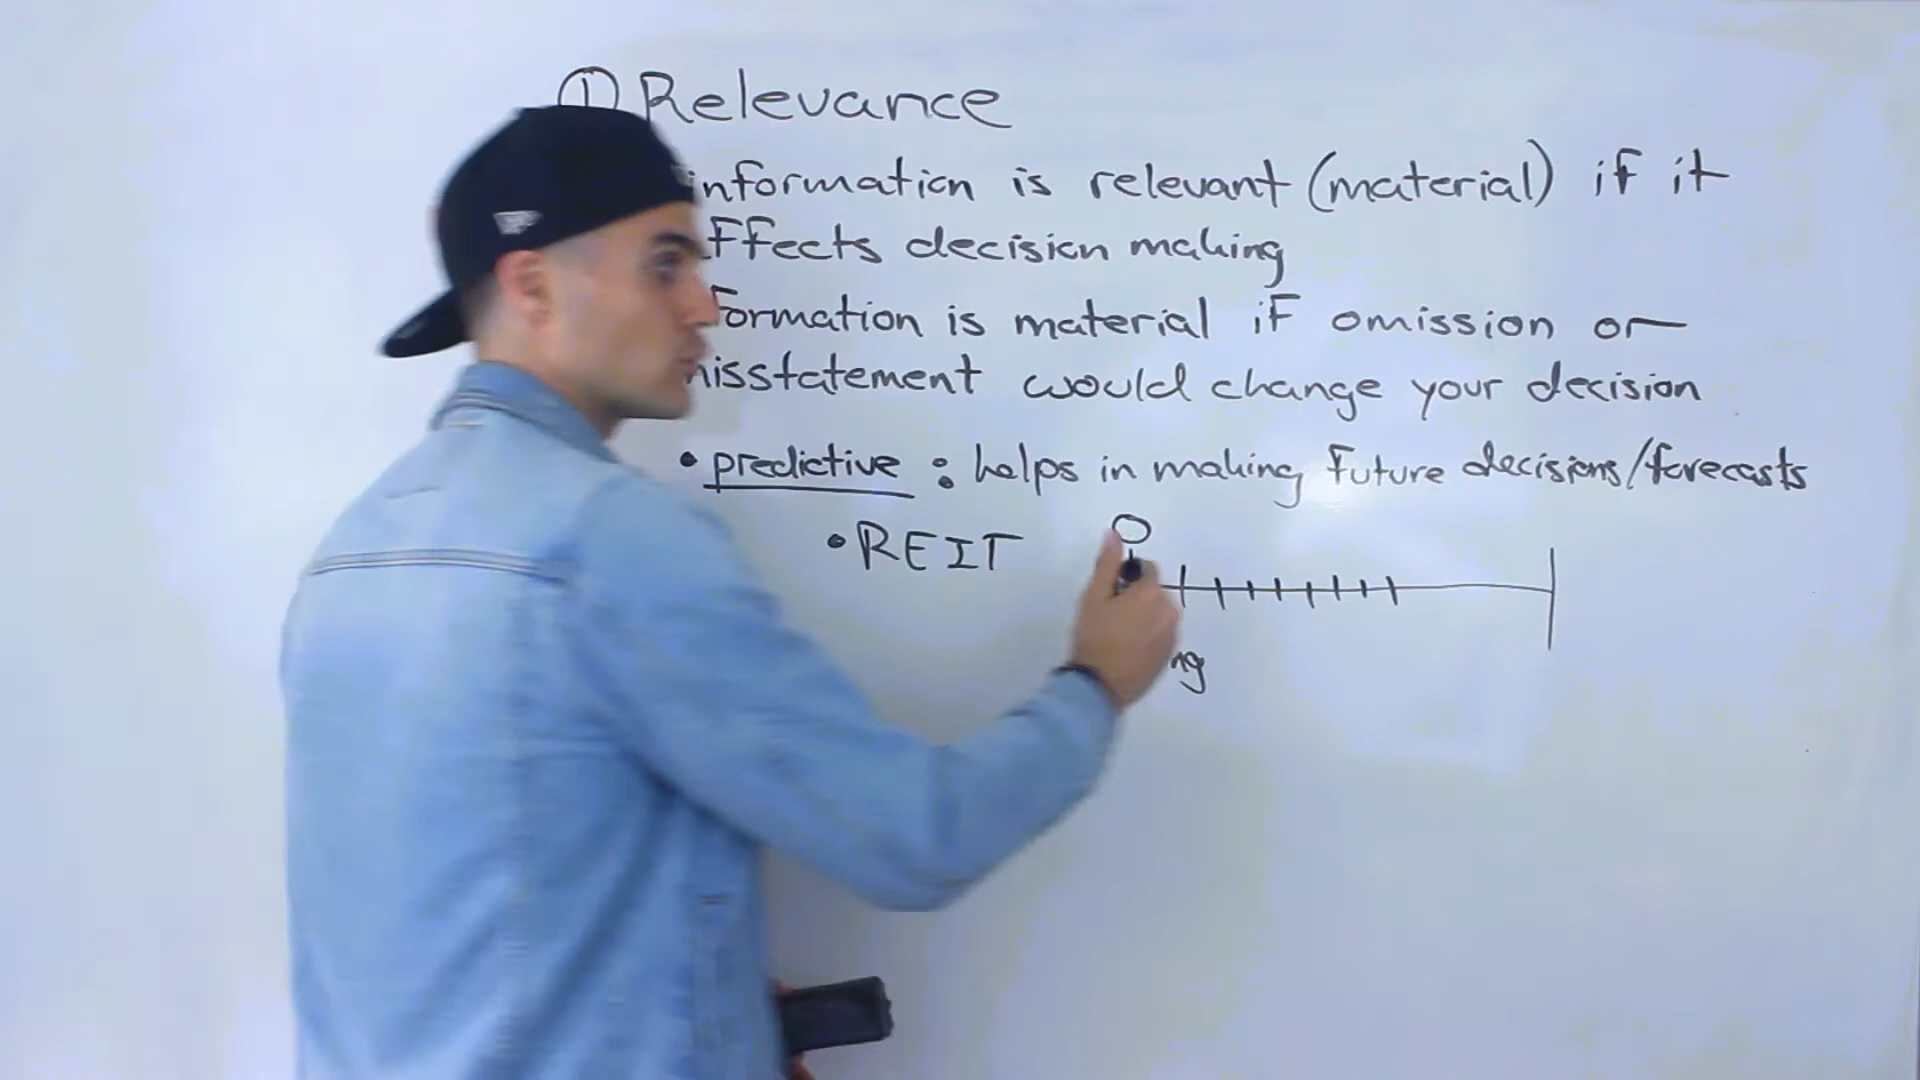 ① Relevance
information is relevant (material) if it
ffects decision making
formation is material if omission or
misstatement would change your decision
• predictive : helps in making future decisions/forecasts
• REIT
ng